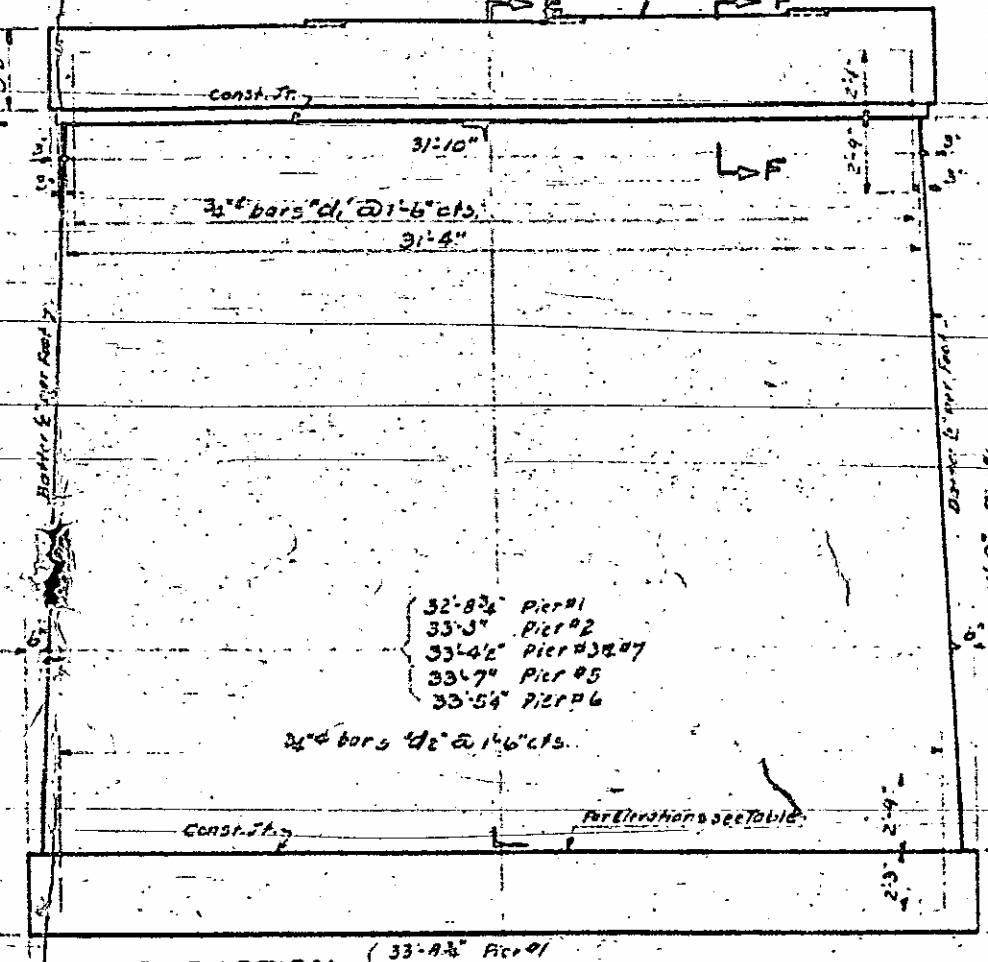 F
Const. Jt.
2'-1"
2'-9"
31'-10"
F
3/4"ϕ bars "d1" @ 1'-6" cts.
31'-4"
Batter 1/2" per Foot
Batter 1/2" per Foot
32'-8 3/4" Pier #1
33'-3" Pier #2
33'-4 1/2" Pier #3 & #7
33'-7" Pier #5
33'-5 1/4" Pier #6
6"
6"
3/4"ϕ bars "d2" @ 1'-6" cts.
Const. Jt.
For Elevations see Table
2'-9"
2'-3"
33'-8 3/4" Pier #1